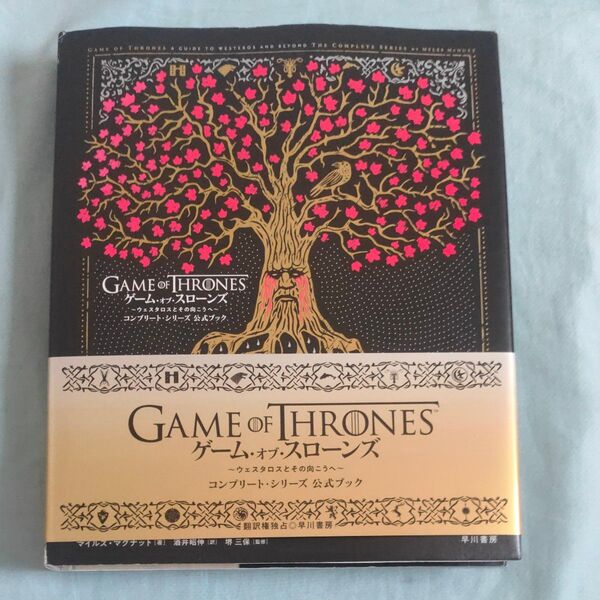 GAME OF THRONES A GUIDE TO WESTEROS AND BEYOND THE COMPLETE SERIES BY MYLES MCNUTT
GAME OF THRONES
ゲーム・オブ・スローンズ
~ウェスタロスとその向こうへ~
コンプリート・シリーズ 公式ブック
GAME OF THRONES™
ゲーム・オブ・スローンズ
~ウェスタロスとその向こうへ~
コンプリート・シリーズ 公式ブック
翻訳権独占◎早川書房
マイルズ・マクナット[著] 酒井昭伸[訳] 堺三保[監修] 早川書房